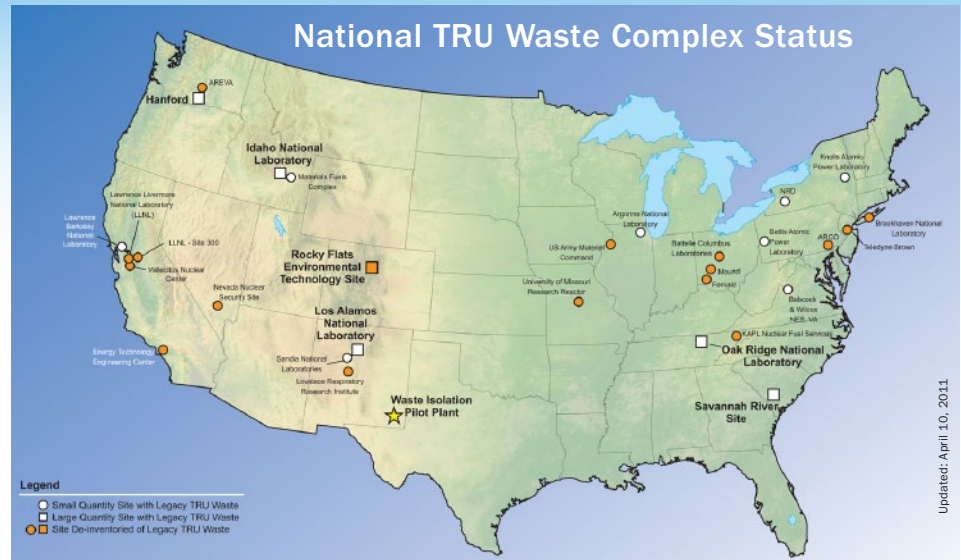 National TRU Waste Complex Status
AREVA
Hanford
Idaho National
Laboratory
Materials Fuels
Complex
Lawrence Livermore
National Laboratory
(LLNL)
Lawrence
Berkeley
National
Laboratory
LLNL - Site 300
Vallecitos Nuclear
Center
Nevada Nuclear
Security Site
Energy Technology
Engineering Center
Rocky Flats
Environmental
Technology Site
Los Alamos
National
Laboratory
Sandia National
Laboratories
Lovelace Respiratory
Research Institute
Waste Isolation
Pilot Plant
Argonne National
Laboratory
US Army Material
Command
University of Missouri
Research Reactor
Battelle Columbus
Laboratories
Mound
Fernald
Knolls Atomic
Power Laboratory
NRD
Bettis Atomic
Power
Laboratory
ARCO
Brookhaven National
Laboratory
Teledyne Brown
Babcock
& Wilcox
NES, VA
KAPL Nuclear Fuel Services
Oak Ridge National
Laboratory
Savannah River
Site
Legend
Small Quantity Site with Legacy TRU Waste
Large Quantity Site with Legacy TRU Waste
Site De-inventoried of Legacy TRU Waste
Updated: April 10, 2011